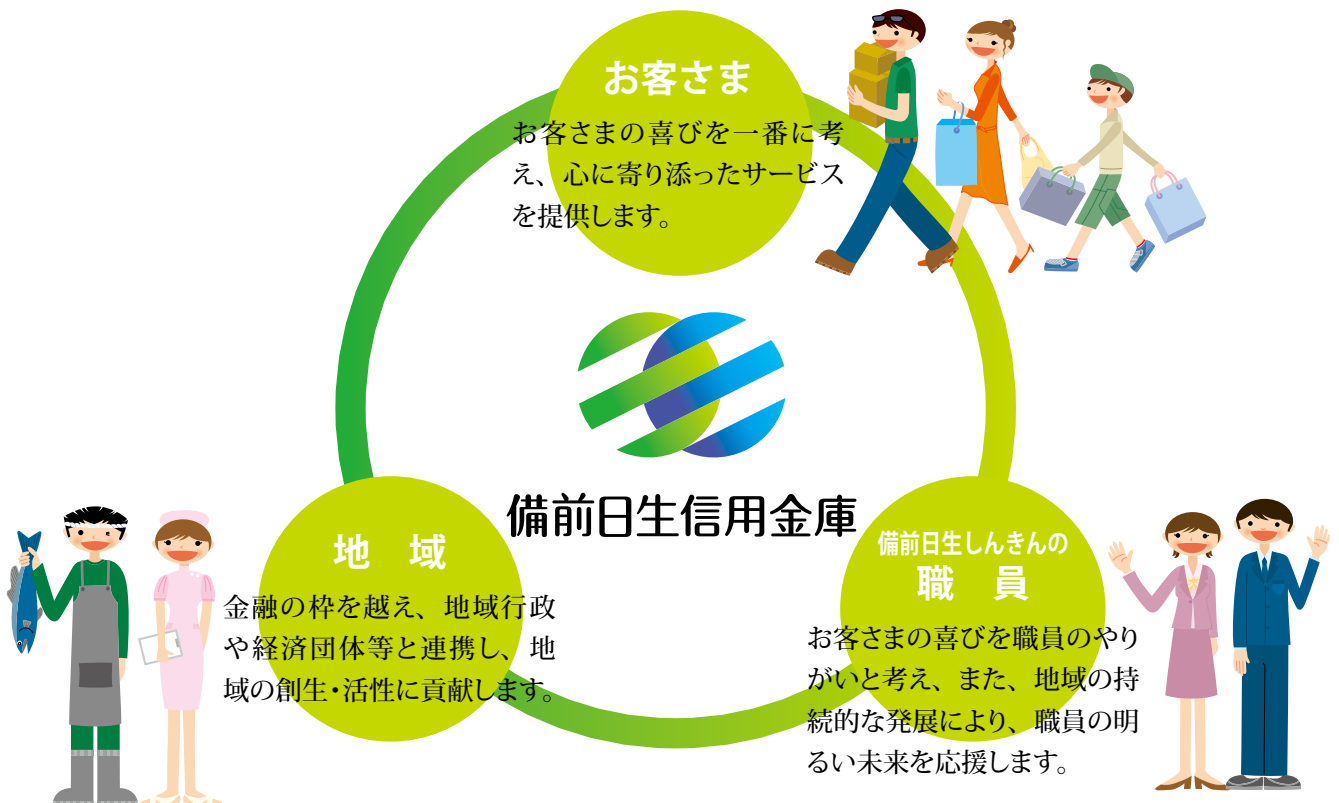 お客さま
お客さまの喜びを一番に考
え、心に寄り添ったサービス
を提供します。
備前日生信用金庫
地　域
金融の枠を越え、地域行政
や経済団体等と連携し、地
域の創生・活性に貢献します。
備前日生しんきんの
職　員
お客さまの喜びを職員のやり
がいと考え、また、地域の持
続的な発展により、職員の明
るい未来を応援します。